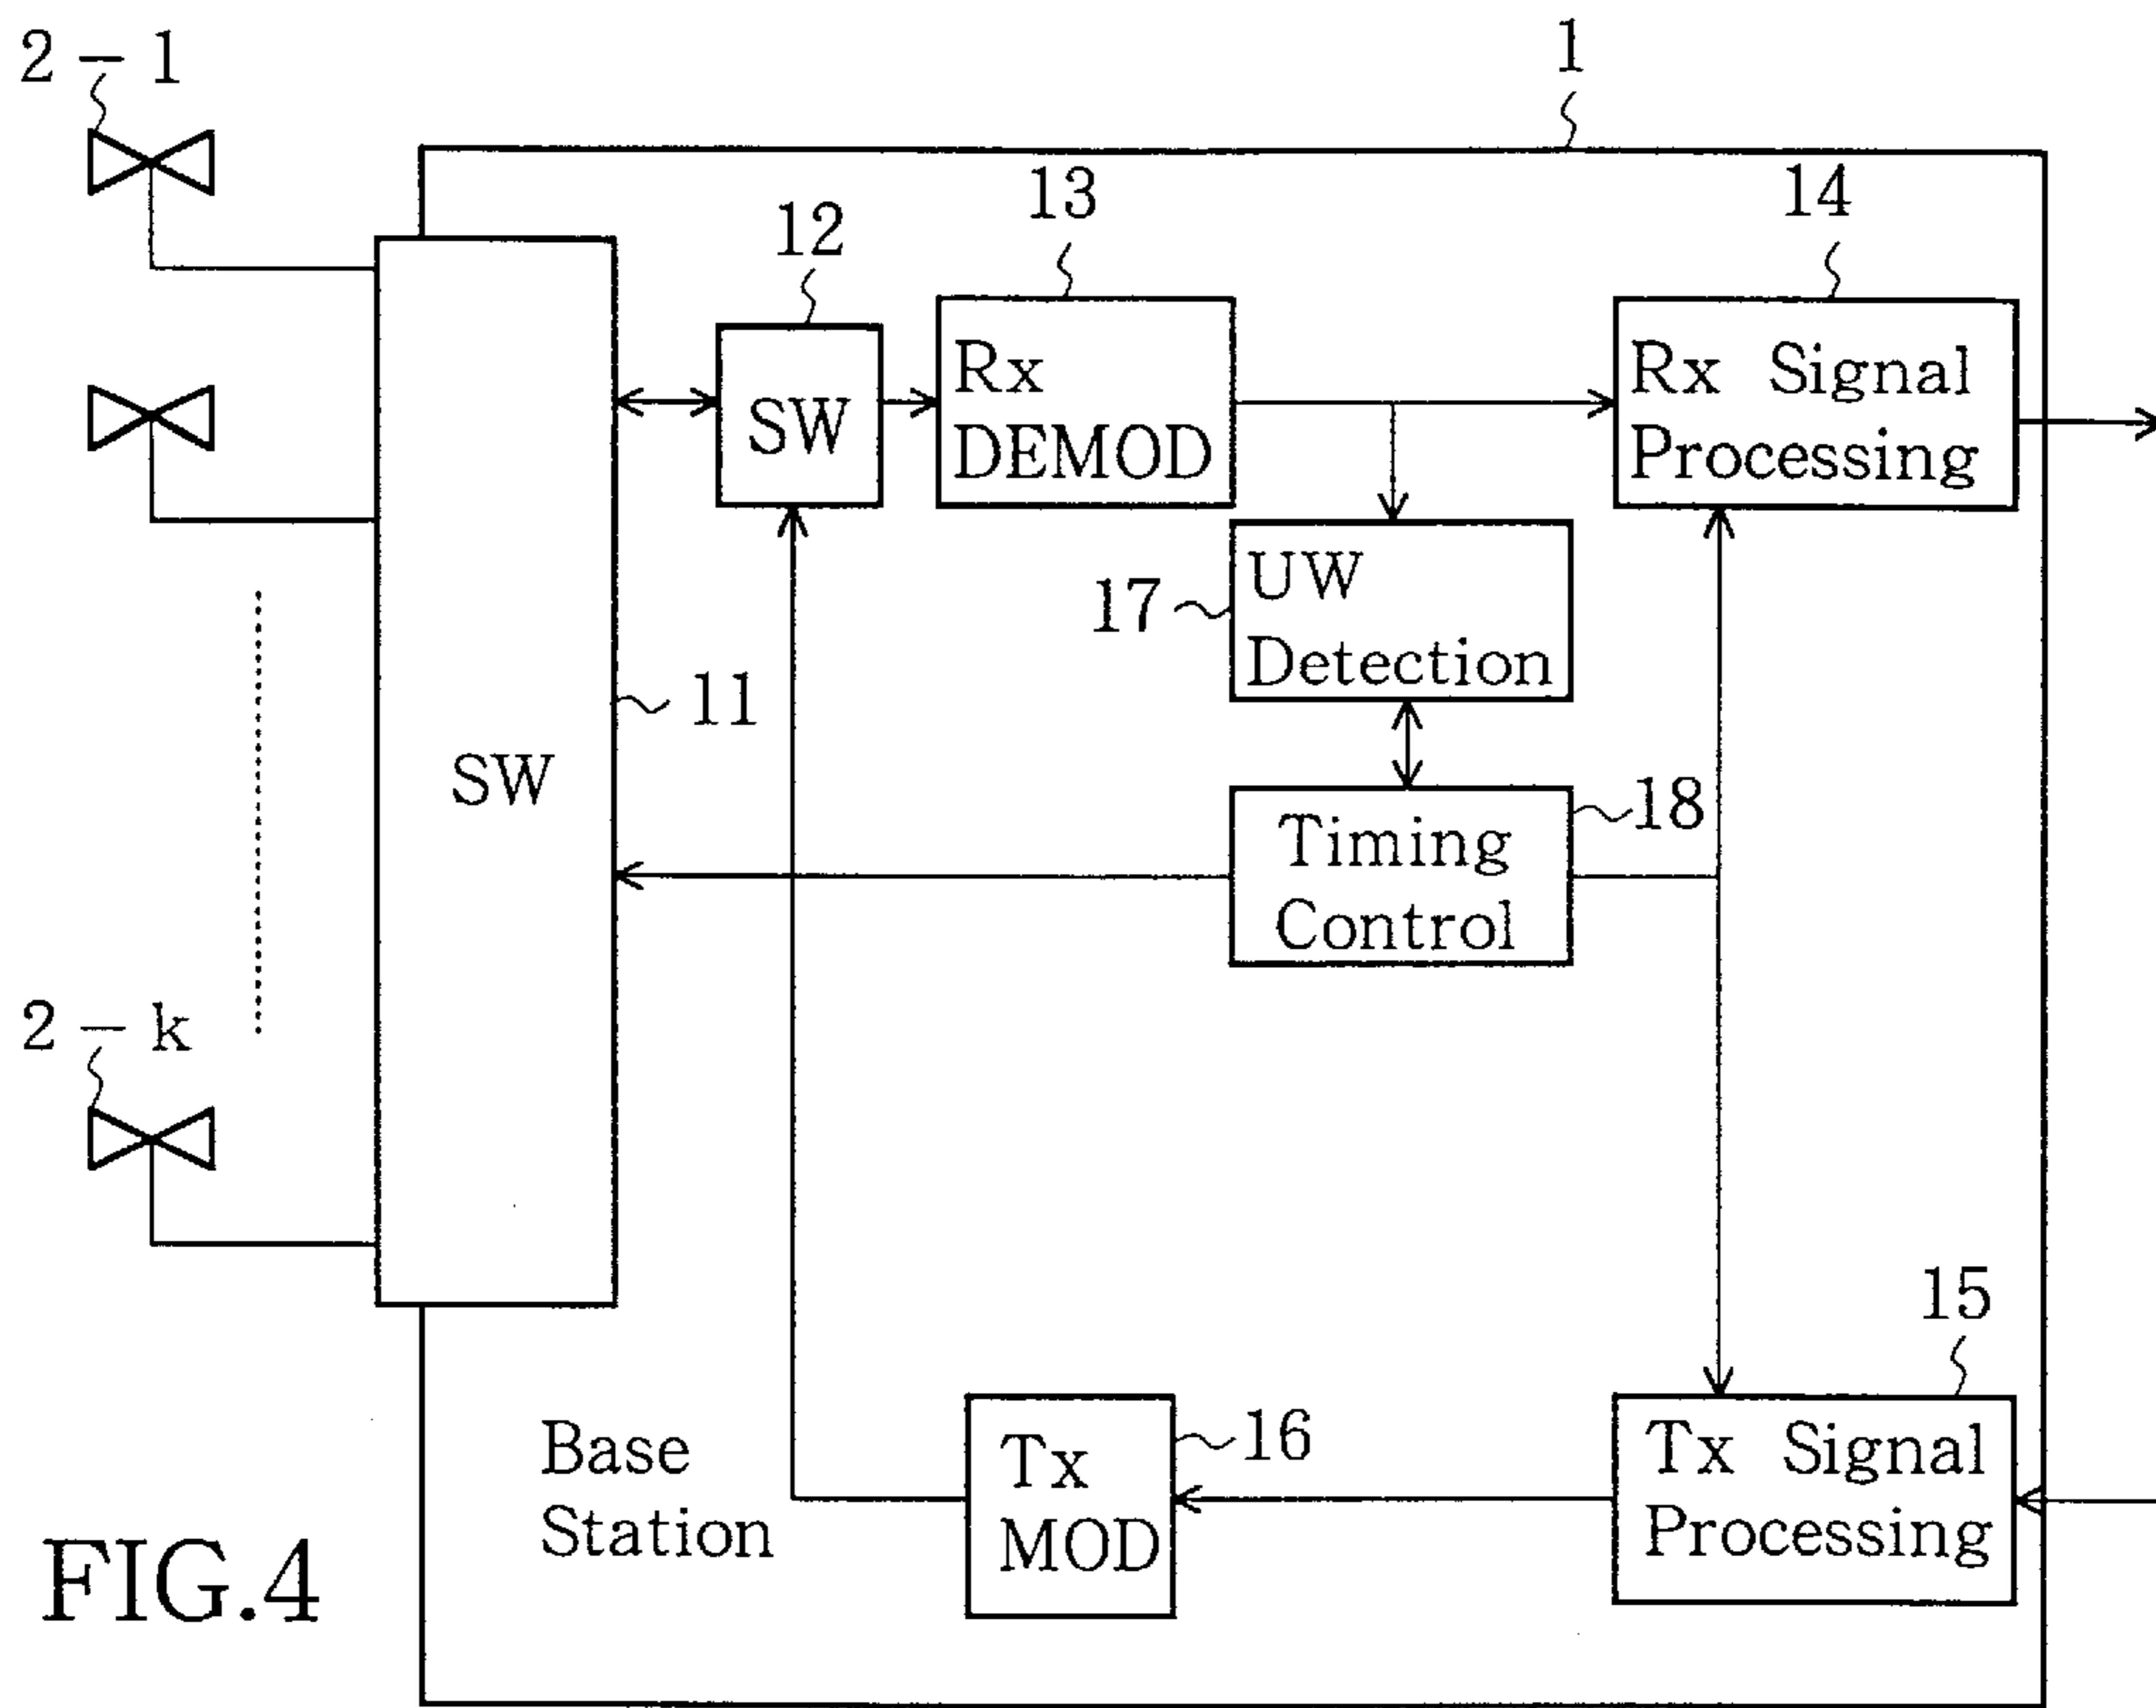 2-1
1
12
13
14
SW
Rx
DEMOD
Rx Signal
Processing
17
UW
Detection
11
SW
18
Timing
Control
2-k
15
16
Tx
MOD
Tx Signal
Processing
Base
Station
FIG.4